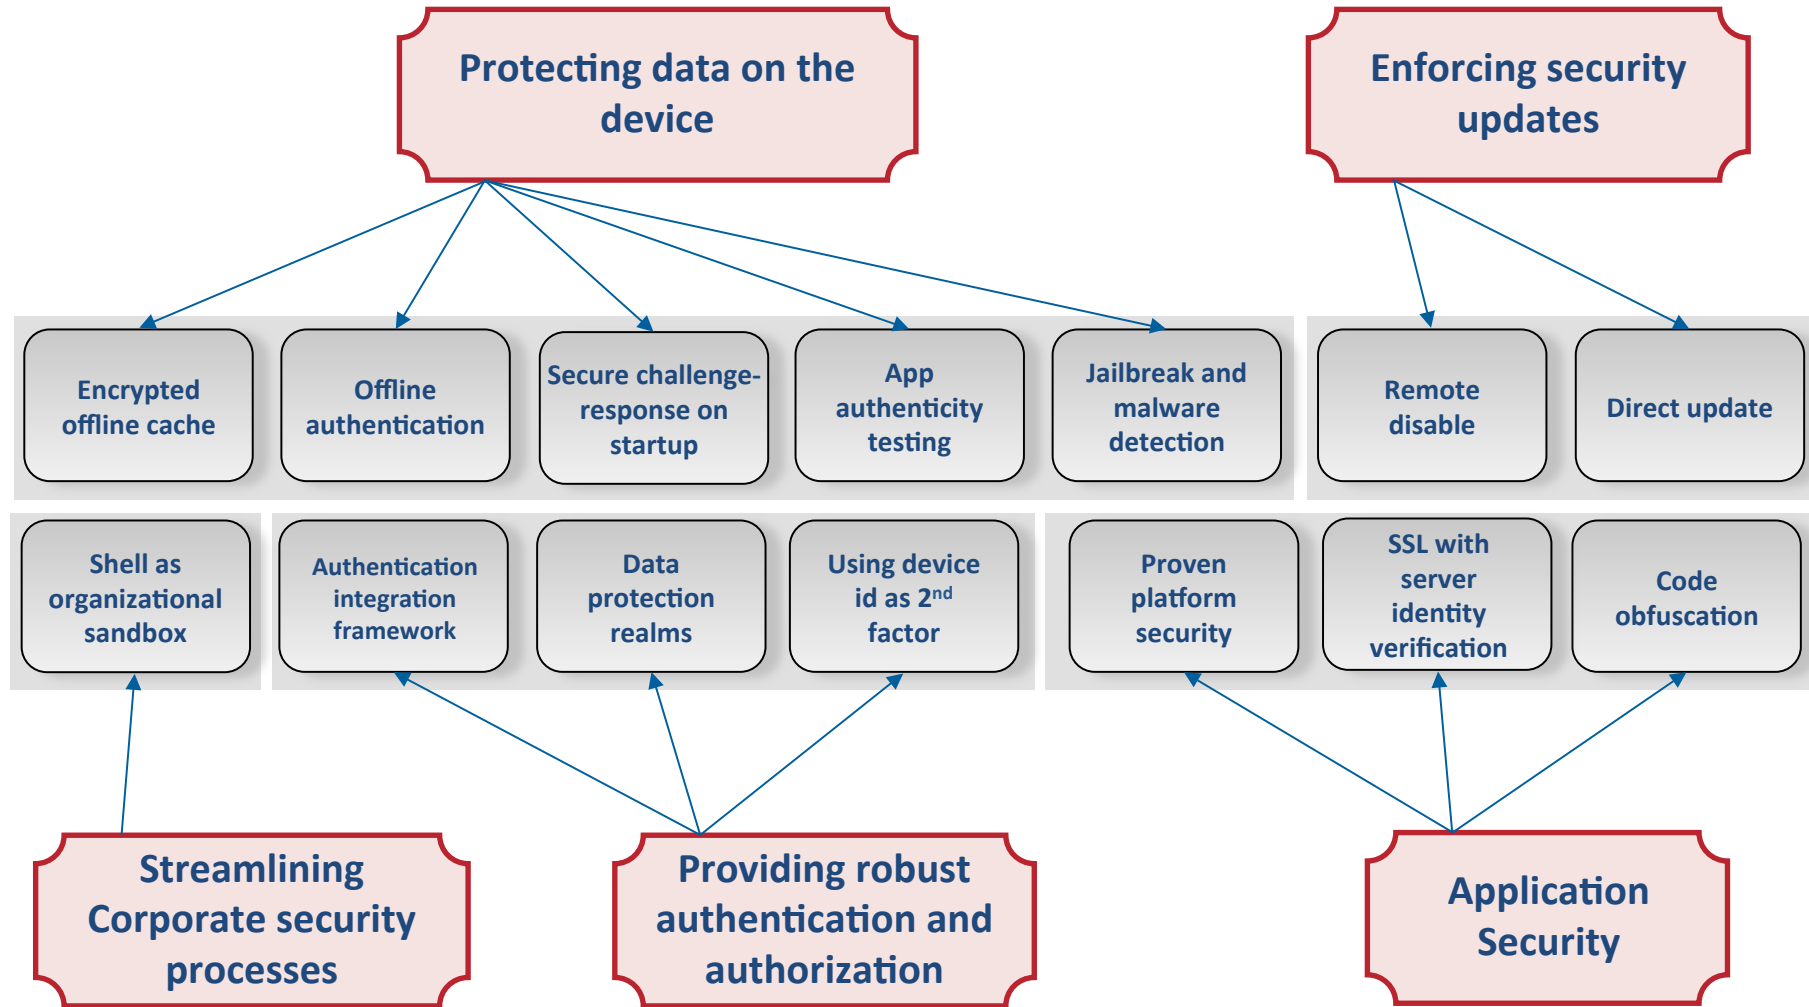 Protecting data on the
device
Enforcing security
updates
Encrypted
offline cache
Offline
authentication
Secure challenge-
response on
startup
App
authenticity
testing
Jailbreak and
malware
detection
Remote
disable
Direct update
Shell as
organizational
sandbox
Authentication
integration
framework
Data
protection
realms
Using device
id as 2nd
factor
Proven
platform
security
SSL with
server
identity
verification
Code
obfuscation
Streamlining
Corporate security
processes
Providing robust
authentication and
authorization
Application
Security